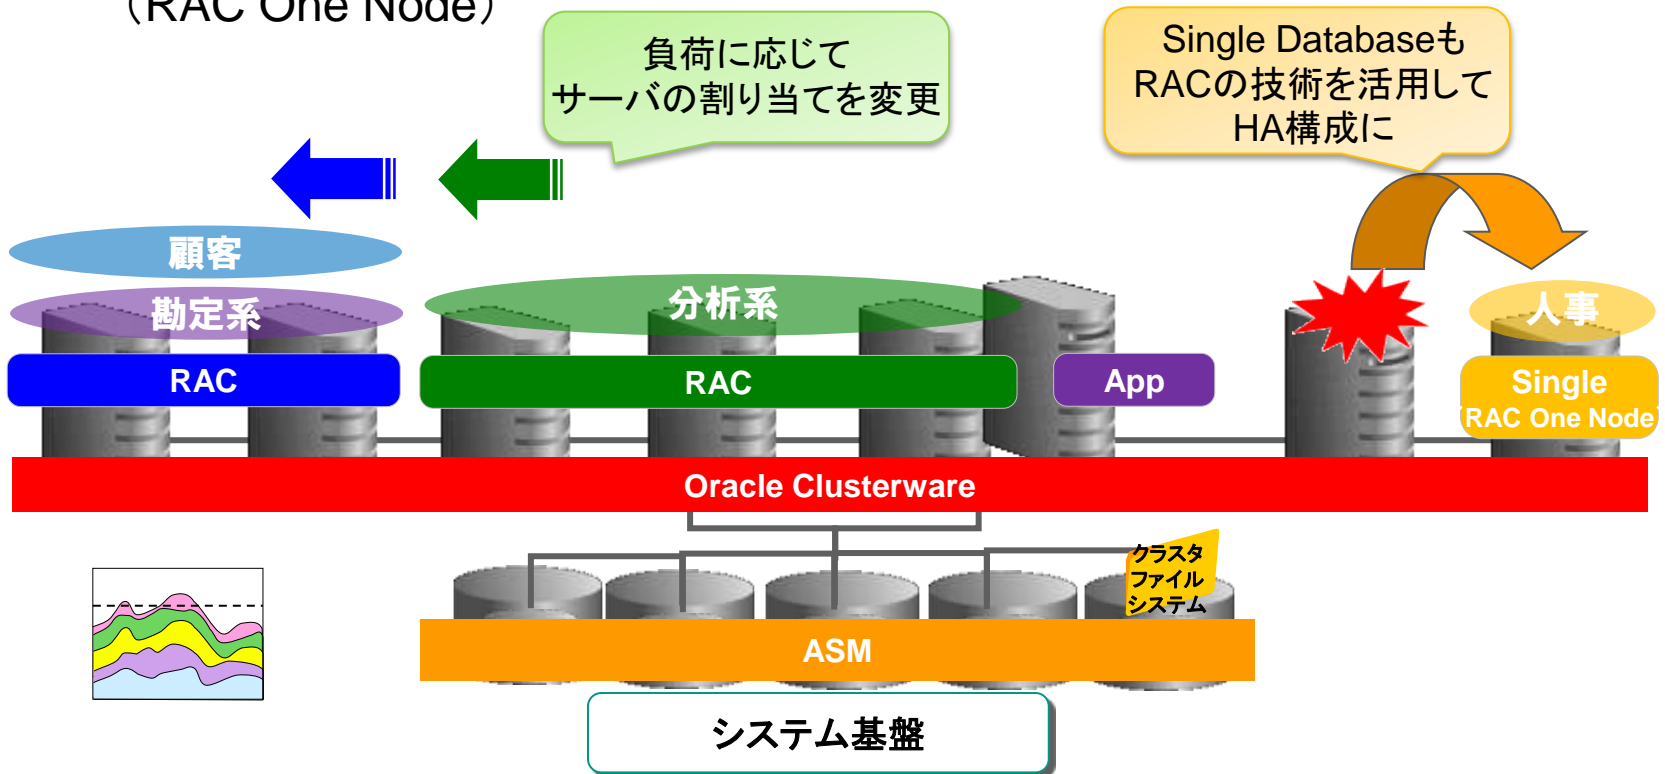 （RAC One Node）
負荷に応じて
サーバの割り当てを変更
Single Databaseも
RACの技術を活用して
HA構成に
顧客
勘定系
分析系
人事
RAC
RAC
App
Single
(RAC One Node)
Oracle Clusterware
クラスタ
ファイル
システム
ASM
システム基盤